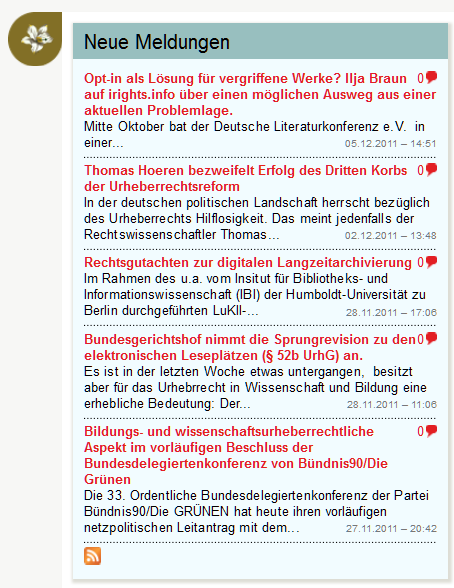 Neue Meldungen
Opt-in als Lösung für vergriffene Werke? Ilja Braun 0
auf irights.info über einen möglichen Ausweg aus einer
aktuellen Problemlage.
Mitte Oktober bat der Deutsche Literaturkonferenz e.V. in
einer... 05.12.2011 – 14:51
Thomas Hoeren bezweifelt Erfolg des Dritten Korbs 0
der Urheberrechtsreform
In der deutschen politischen Landschaft herrscht bezüglich
des Urheberrechts Hilflosigkeit. Das meint jedenfalls der
Rechtswissenschaftler Thomas... 02.12.2011 – 13:48
Rechtsgutachten zur digitalen Langzeitarchivierung 0
Im Rahmen des u.a. vom Insitut für Bibliotheks- und
Informationswissenschaft (IBI) der Humboldt-Universität zu
Berlin durchgeführten LuKII-... 28.11.2011 – 17:06
Bundesgerichtshof nimmt die Sprungrevision zu den 0
elektronischen Leseplätzen (§ 52b UrhG) an.
Es ist in der letzten Woche etwas untergangen, besitzt
aber für das Urhebrrecht in Wissenschaft und Bildung eine
erhebliche Bedeutung: Der... 28.11.2011 – 11:06
Bildungs- und wissenschaftsurheberrechtliche 0
Aspekt im vorläufigen Beschluss der
Bundesdelegiertenkonferenz von Bündnis90/Die
Grünen
Die 33. Ordentliche Bundesdelegiertenkonferenz der Partei
Bündnis90/Die GRÜNEN hat heute ihren vorläufigen
netzpolitischen Leitantrag mit dem... 27.11.2011 – 20:42